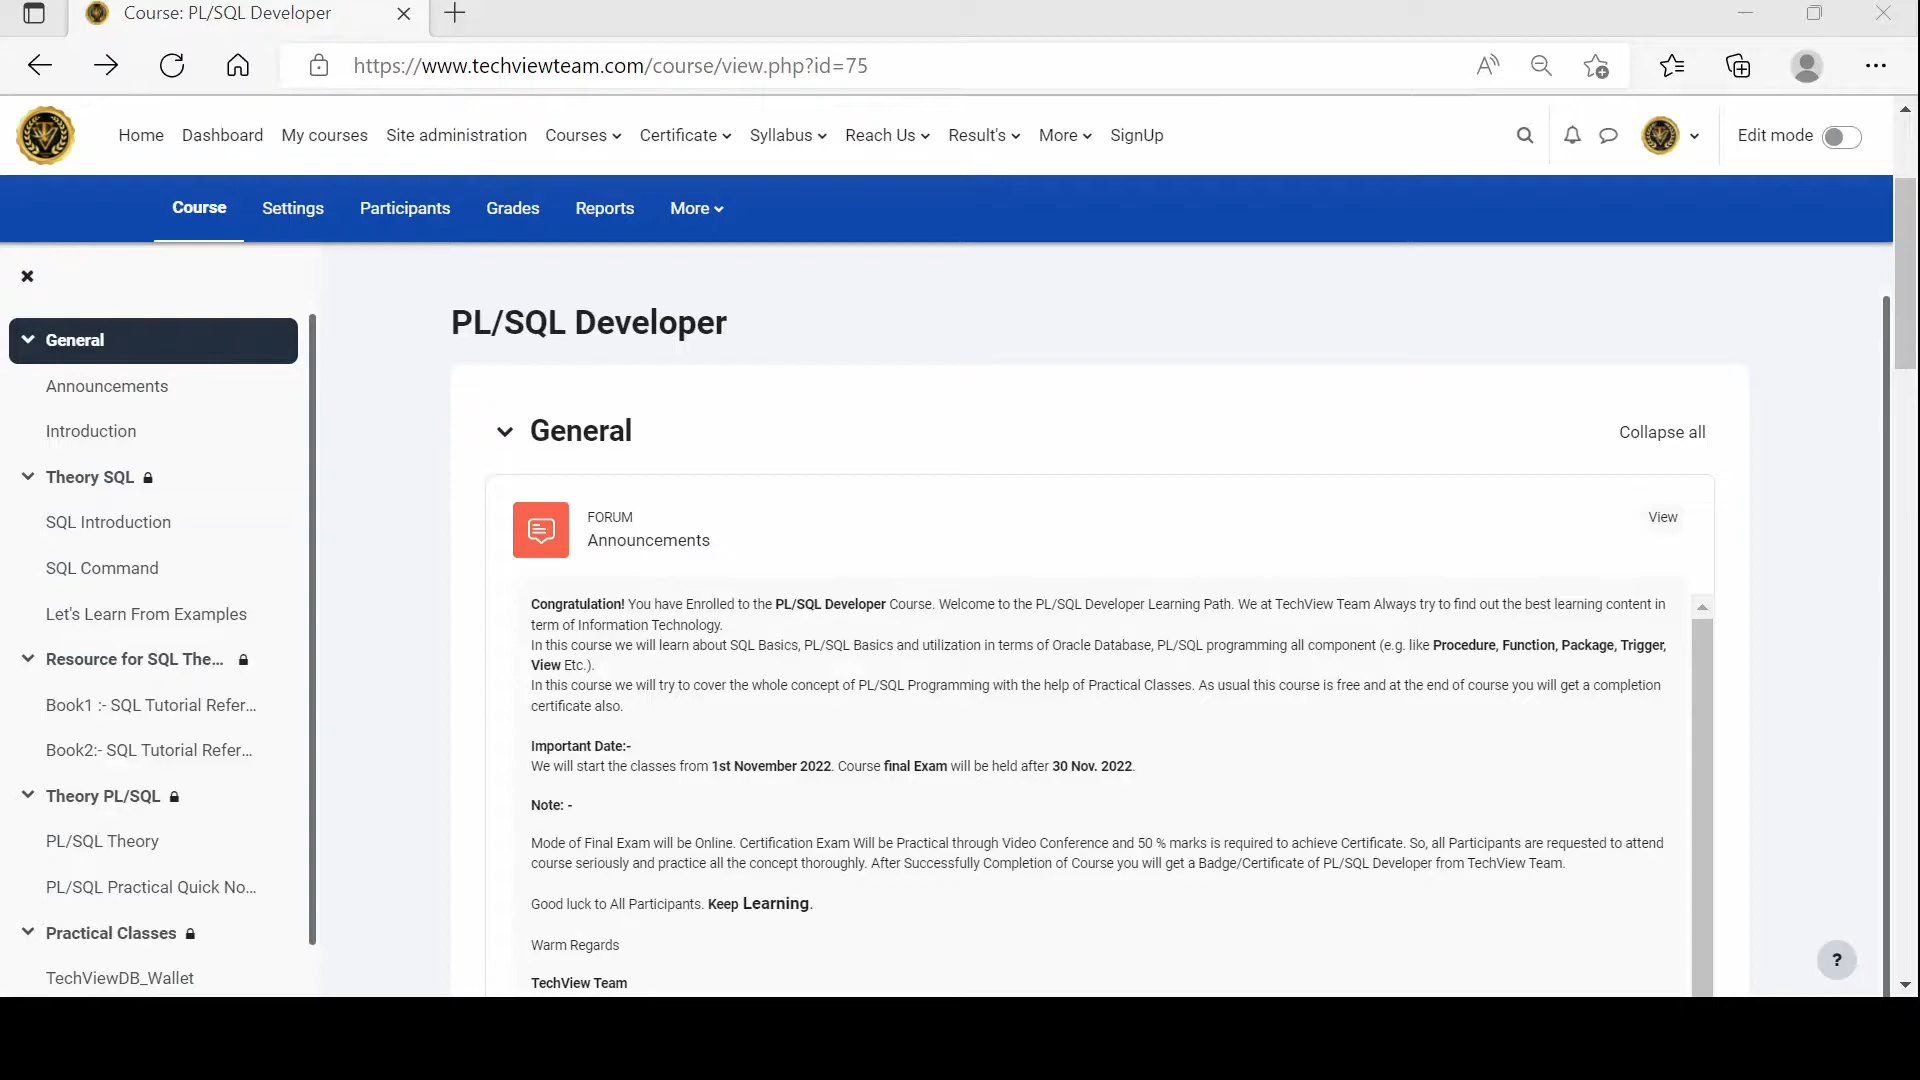 Course: PL/SQL Developer
https://www.techviewteam.com/course/view.php?id=75
Home Dashboard My courses Site administration Courses Certificate Syllabus Reach Us Result's More SignUp Edit mode
Course Settings Participants Grades Reports More
General
Announcements
Introduction
Theory SQL
SQL Introduction
SQL Command
Let's Learn From Examples
Resource for SQL The...
Book1 :- SQL Tutorial Refer...
Book2:- SQL Tutorial Refer...
Theory PL/SQL
PL/SQL Theory
PL/SQL Practical Quick No...
Practical Classes
TechViewDB_Wallet
PL/SQL Developer
General
Collapse all
FORUM
View
Announcements
Congratulation! You have Enrolled to the PL/SQL Developer Course. Welcome to the PL/SQL Developer Learning Path. We at TechView Team Always try to find out the best learning content in
term of Information Technology.
In this course we will learn about SQL Basics, PL/SQL Basics and utilization in terms of Oracle Database, PL/SQL programming all component (e.g. like Procedure, Function, Package, Trigger,
View Etc.).
In this course we will try to cover the whole concept of PL/SQL Programming with the help of Practical Classes. As usual this course is free and at the end of course you will get a completion
certificate also.
Important Date:-
We will start the classes from 1st November 2022. Course final Exam will be held after 30 Nov. 2022.
Note: -
Mode of Final Exam will be Online. Certification Exam Will be Practical through Video Conference and 50 % marks is required to achieve Certificate. So, all Participants are requested to attend
course seriously and practice all the concept thoroughly. After Successfully Completion of Course you will get a Badge/Certificate of PL/SQL Developer from TechView Team.
Good luck to All Participants. Keep Learning.
Warm Regards
TechView Team
?